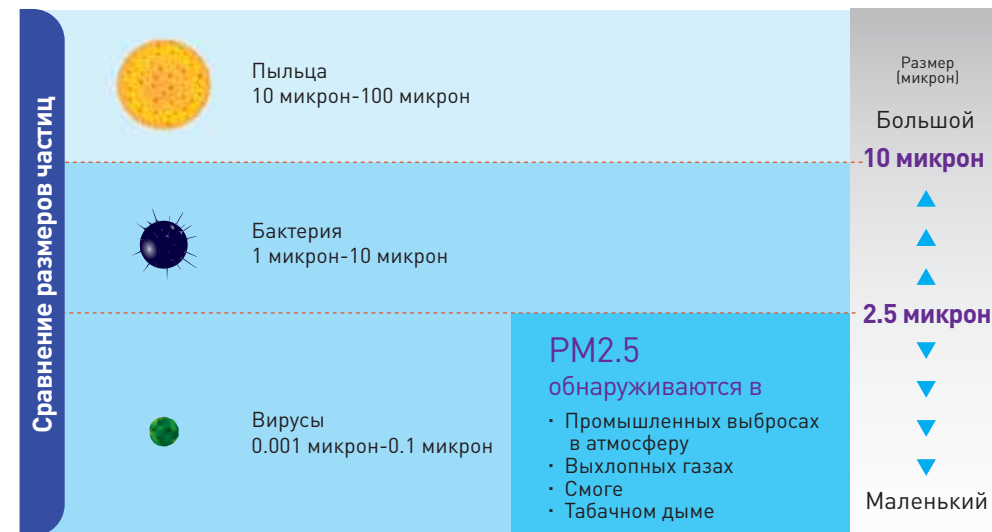 Сравнение размеров частиц
Пыльца
10 микрон-100 микрон
Бактерия
1 микрон-10 микрон
Вирусы
0.001 микрон-0.1 микрон
PM2.5
обнаруживаются в
· Промышленных выбросах
в атмосферу
· Выхлопных газах
· Смоге
· Табачном дыме
Размер
(микрон)
Большой
10 микрон
2.5 микрон
Маленький